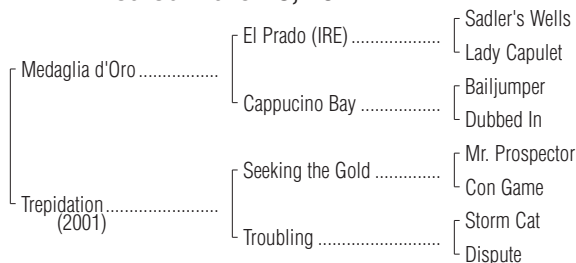 Sadler's Wells
El Prado (IRE) ....................
Lady Capulet
Medaglia d'Oro ..................
Bailjumper
Cappucino Bay ..................
Dubbed In
Mr. Prospector
Seeking the Gold ...............
Con Game
Trepidation .........................
(2001)
Storm Cat
Troubling ............................
Dispute